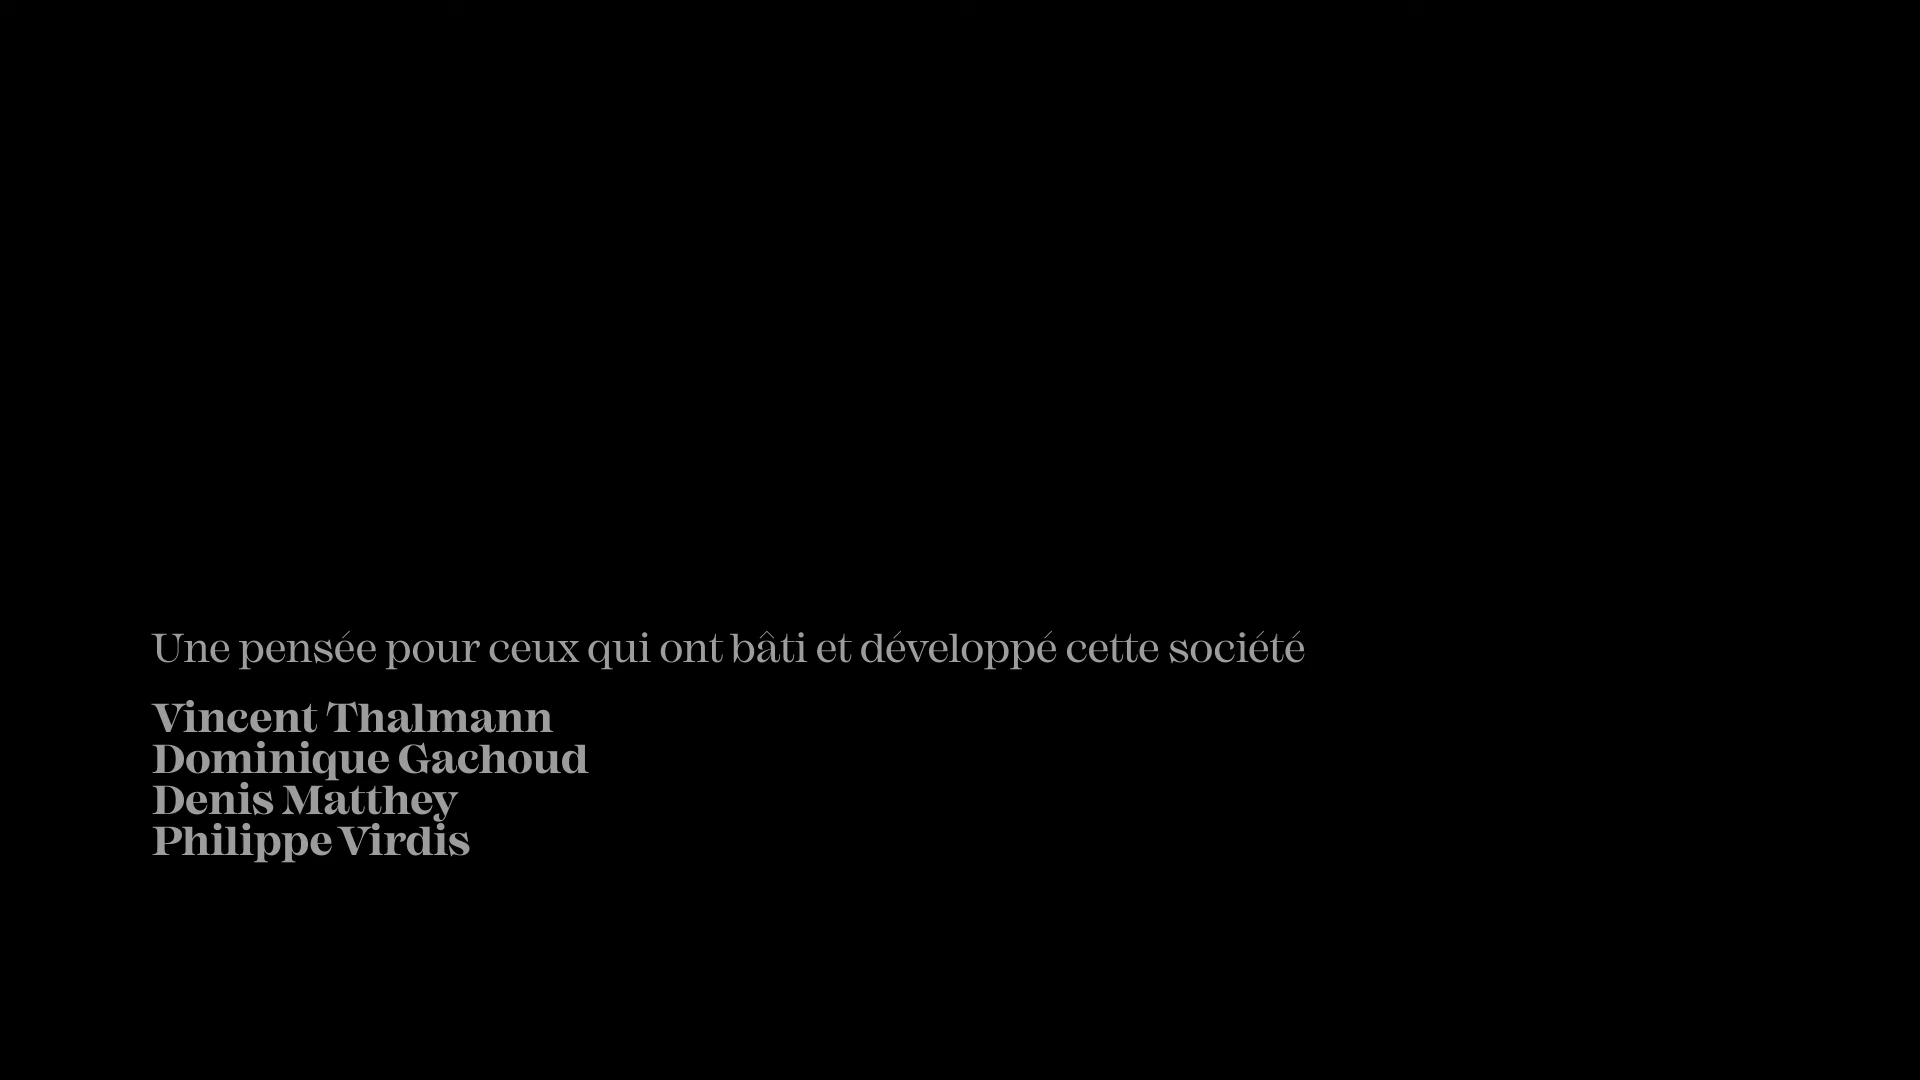 Une pensée pour ceux qui ont bâti et développé cette société
Vincent Thalmann
Dominique Gachoud
Denis Matthey
Philippe Virdis